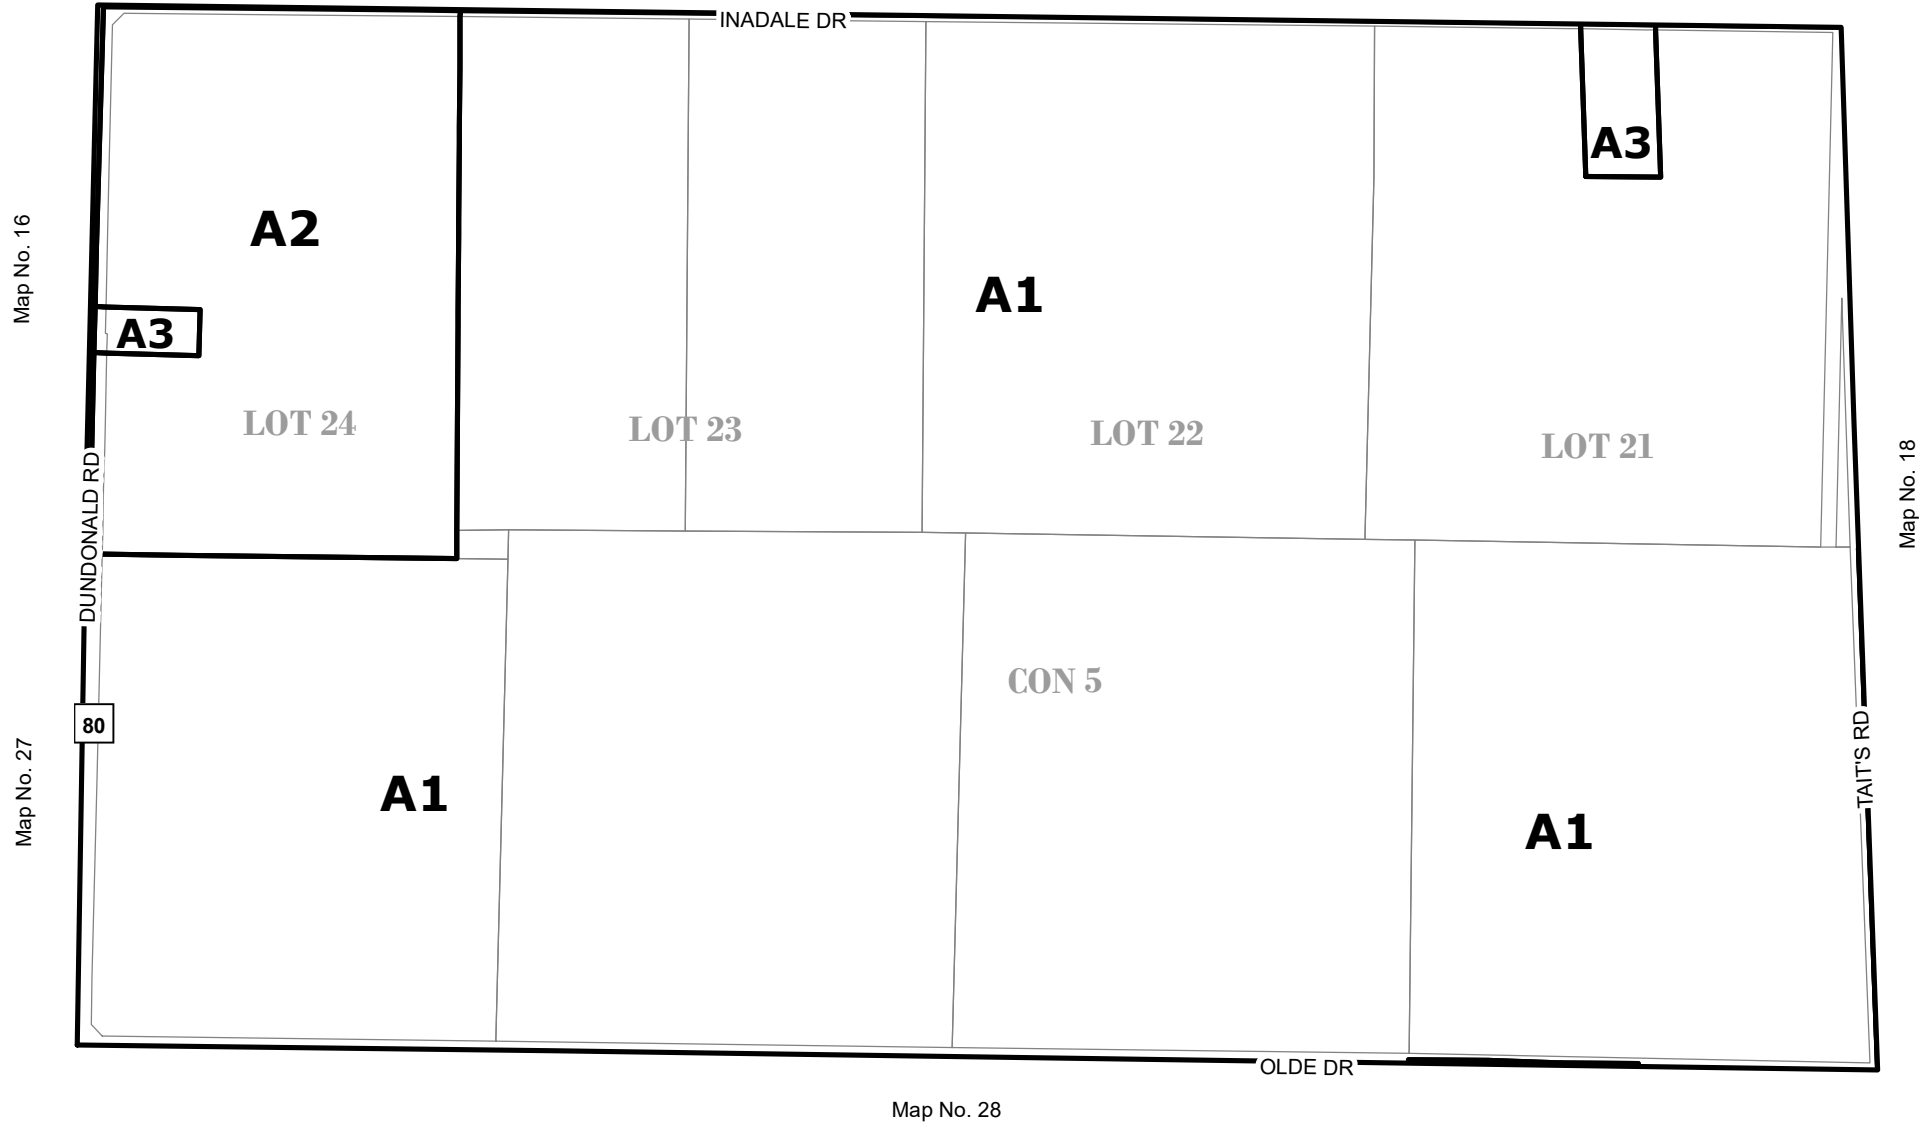 INADALE DR
A3
Map No. 16
A2
A1
A3
LOT 24
LOT 23
LOT 22
LOT 21
Map No. 18
DUNDONALD RD
CON 5
80
TAIT'S RD
Map No. 27
A1
A1
OLDE DR
Map No. 28